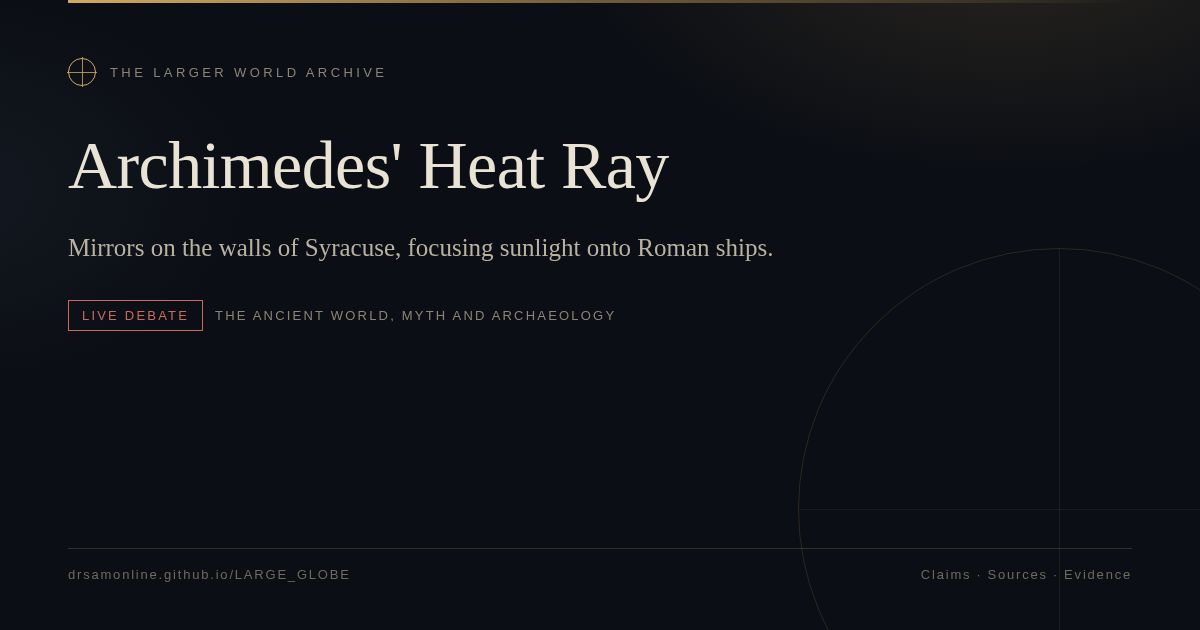 THE LARGER WORLD ARCHIVE
Archimedes' Heat Ray
Mirrors on the walls of Syracuse, focusing sunlight onto Roman ships.
LIVE DEBATE
THE ANCIENT WORLD, MYTH AND ARCHAEOLOGY
drsamonline.github.io/LARGE_GLOBE
Claims · Sources · Evidence